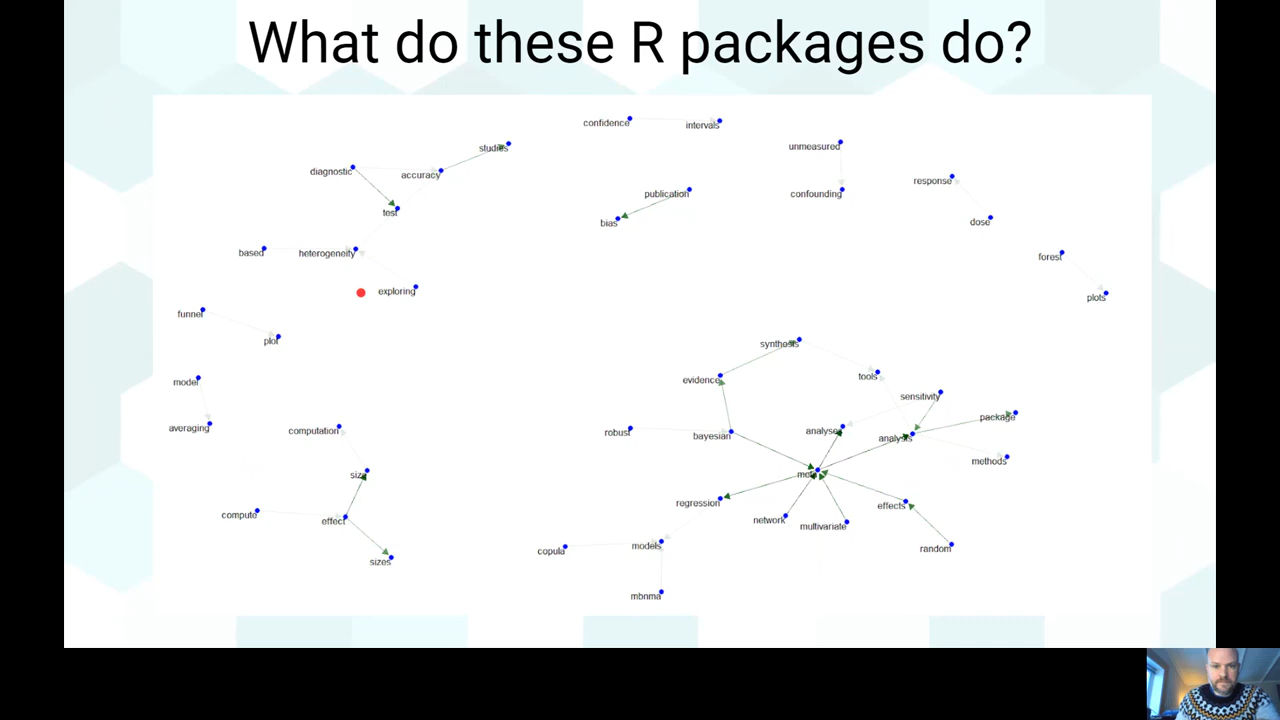 What do these R packages do?
confidence
intervals
studies
unmeasured
diagnostic
accuracy
response
publication
confounding
test
bias
dose
based
heterogeneity
forest
exploring
plots
funnel
plot
synthesis
tools
model
evidence
sensitivity
package
averaging
computation
robust
bayesian
analyses
analysis
methods
size
meta
regression
effects
compute
effect
network
multivariate
copula
models
random
sizes
mbnma